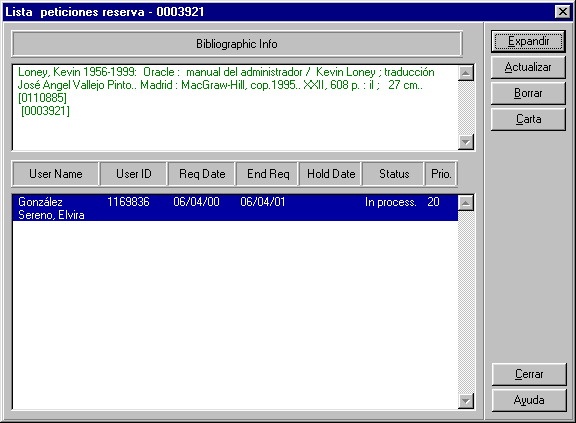 Lista peticiones reserva - 0003921
Bibliographic Info
Loney, Kevin 1956-1999: Oracle : manual del administrador / Kevin Loney ; traducción
José Angel Vallejo Pinto.. Madrid : MacGraw-Hill, cop.1995.. XXII, 608 p. : il ; 27 cm..
[0110885]
[0003921]
User Name User ID Req Date End Req Hold Date Status Prio.
González 1169836 06/04/00 06/04/01 In process. 20
Sereno, Elvira
Expandir
Actualizar
Borrar
Carta
Cerrar
Ayuda